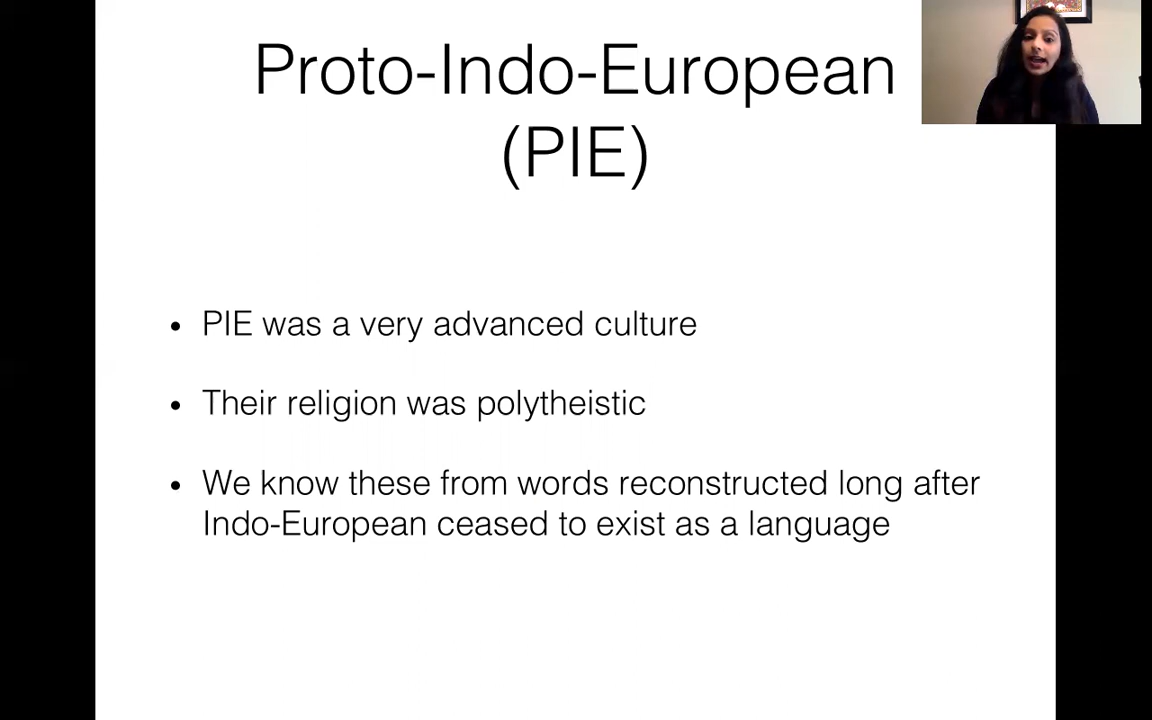 Proto-Indo-European
(PIE)
• PIE was a very advanced culture
• Their religion was polytheistic
• We know these from words reconstructed long after
Indo-European ceased to exist as a language